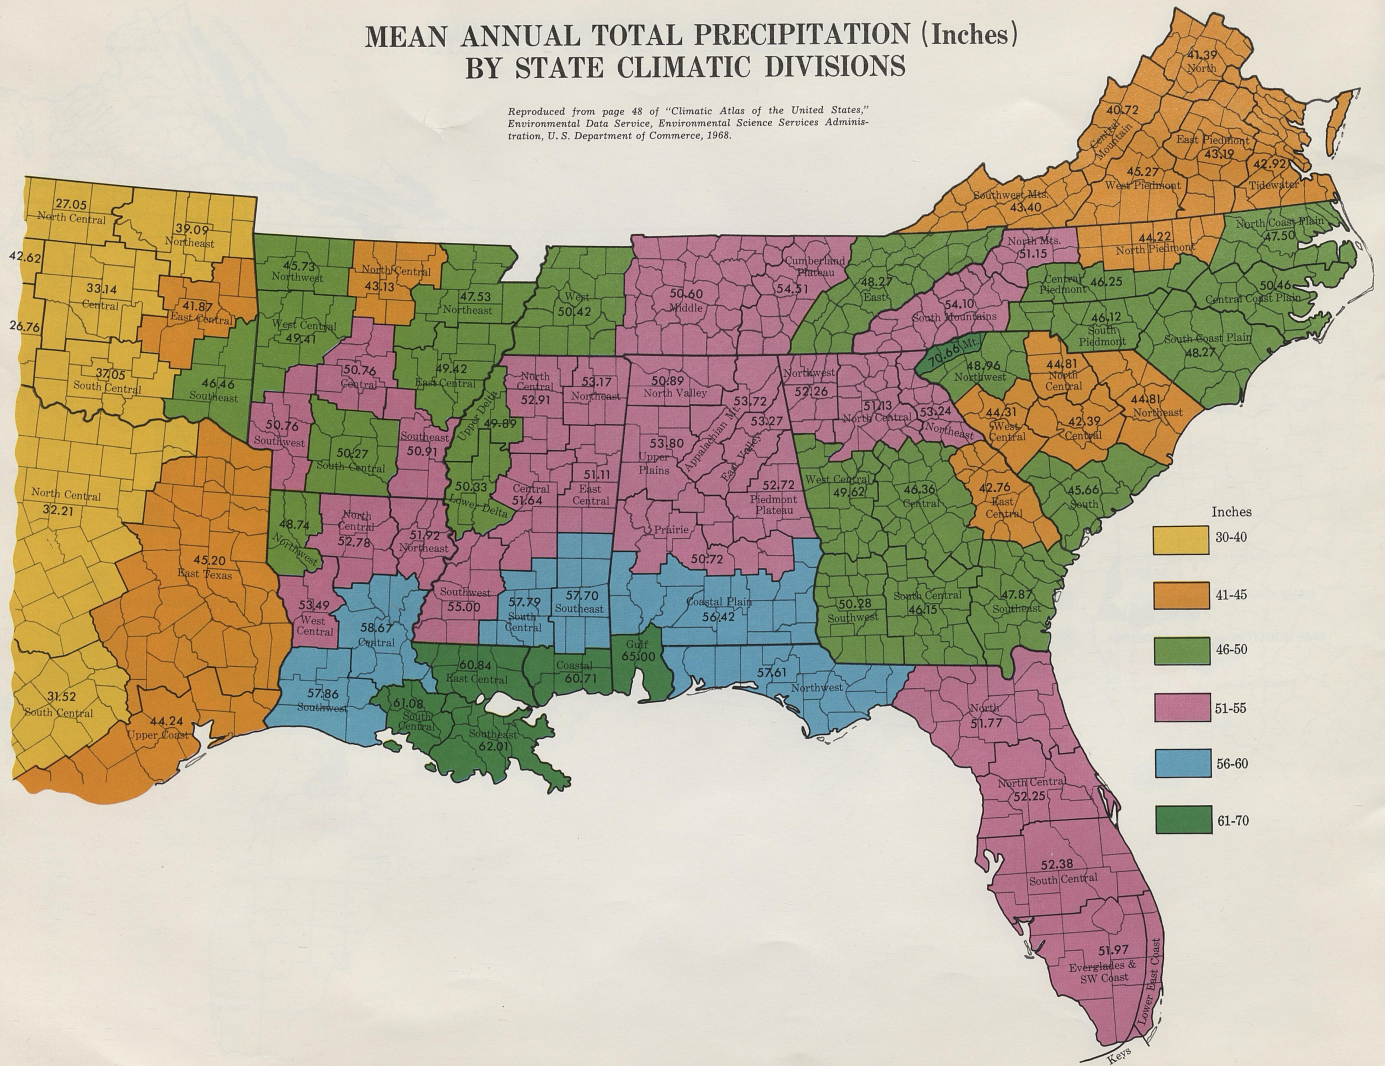 MEAN ANNUAL TOTAL PRECIPITATION (Inches)
BY STATE CLIMATIC DIVISIONS
Reproduced from page 48 of "Climatic Atlas of the United States,"
Environmental Data Service, Environmental Science Services Adminis-
tration, U. S. Department of Commerce, 1968.
41.39
North
40.72
Central
Mountain
East Piedmont
43.19
42.92
Tidewater
45.27
West Piedmont
Southwest Mts.
43.40
27.05
North Central
39.09
Northeast
42.62
33.14
Central
41.87
East Central
26.76
37.05
South Central
46.46
Southeast
45.73
Northwest
North Central
43.13
47.53
Northeast
West Central
49.41
50.76
Central
49.42
East Central
50.76
Southwest
50.27
South Central
Southeast
50.91
West
50.42
50.60
Middle
Cumberland
Plateau
54.51
48.27
East
North Mts.
51.15
44.22
North Piedmont
North Coast Plain
47.50
Central
Piedmont
46.25
50.46
Central Coast Plain
54.10
South Mountains
46.12
South
Piedmont
South Coast Plain
48.27
70.66 Mt.
48.96
Northwest
44.81
North
Central
44.81
Northeast
44.31
West
Central
42.39
Central
42.76
East
Central
45.66
South
Upper Delta
49.89
50.33
Lower Delta
North
Central
52.91
53.17
Northeast
Central
51.64
51.11
East
Central
Southwest
55.00
57.79
South
Central
57.70
Southeast
Coastal
60.71
50.89
North Valley
53.72
Appalachian Mt.
53.27
East Valley
53.80
Upper
Plains
52.72
Piedmont
Plateau
Prairie
50.72
Coastal Plain
56.42
Gulf
65.00
Northwest
52.26
51.13
North Central
53.24
Northeast
West Central
49.62
46.36
Central
50.28
Southwest
South Central
46.15
47.87
Southeast
North Central
32.21
45.20
East Texas
31.52
South Central
44.24
Upper Coast
48.74
Northwest
North
Central
52.78
51.92
Northeast
53.49
West
Central
58.67
Central
57.86
Southwest
60.84
East Central
61.08
South
Central
Southeast
62.01
57.61
Northwest
North
51.77
North Central
52.25
52.38
South Central
51.97
Everglades &
SW Coast
Lower East Coast
Keys
Inches
30-40
41-45
46-50
51-55
56-60
61-70